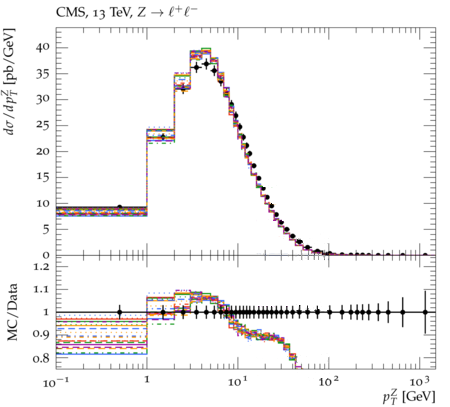 CMS, 13 TeV, Z → ℓ⁺ℓ⁻
dσ/dp_T^Z [pb/GeV]
40
35
30
25
20
15
10
5
0
MC/Data
1.2
1.1
1
0.9
0.8
10⁻¹ 1 10¹ 10² 10³
p_T^Z [GeV]